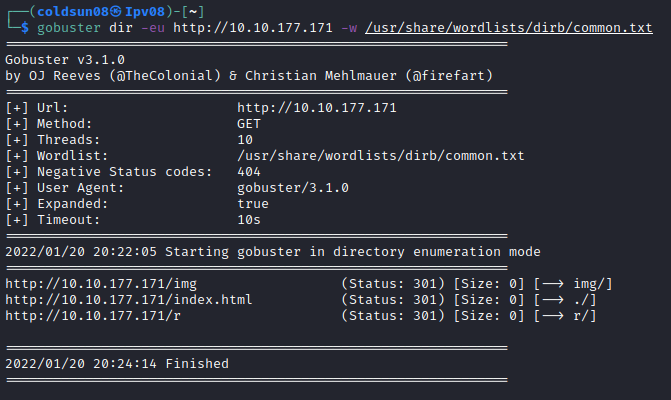 ┌──(coldsun08㉿Ipv08)-[~]
└─$ gobuster dir -eu http://10.10.177.171 -w /usr/share/wordlists/dirb/common.txt
===============================================================
Gobuster v3.1.0
by OJ Reeves (@TheColonial) & Christian Mehlmauer (@firefart)
===============================================================
[+] Url:                     http://10.10.177.171
[+] Method:                  GET
[+] Threads:                 10
[+] Wordlist:                /usr/share/wordlists/dirb/common.txt
[+] Negative Status codes:   404
[+] User Agent:              gobuster/3.1.0
[+] Expanded:                true
[+] Timeout:                 10s
===============================================================
2022/01/20 20:22:05 Starting gobuster in directory enumeration mode
===============================================================
http://10.10.177.171/img                  (Status: 301) [Size: 0] [--> img/]
http://10.10.177.171/index.html           (Status: 301) [Size: 0] [--> ./]
http://10.10.177.171/r                    (Status: 301) [Size: 0] [--> r/]
===============================================================
2022/01/20 20:24:14 Finished
===============================================================